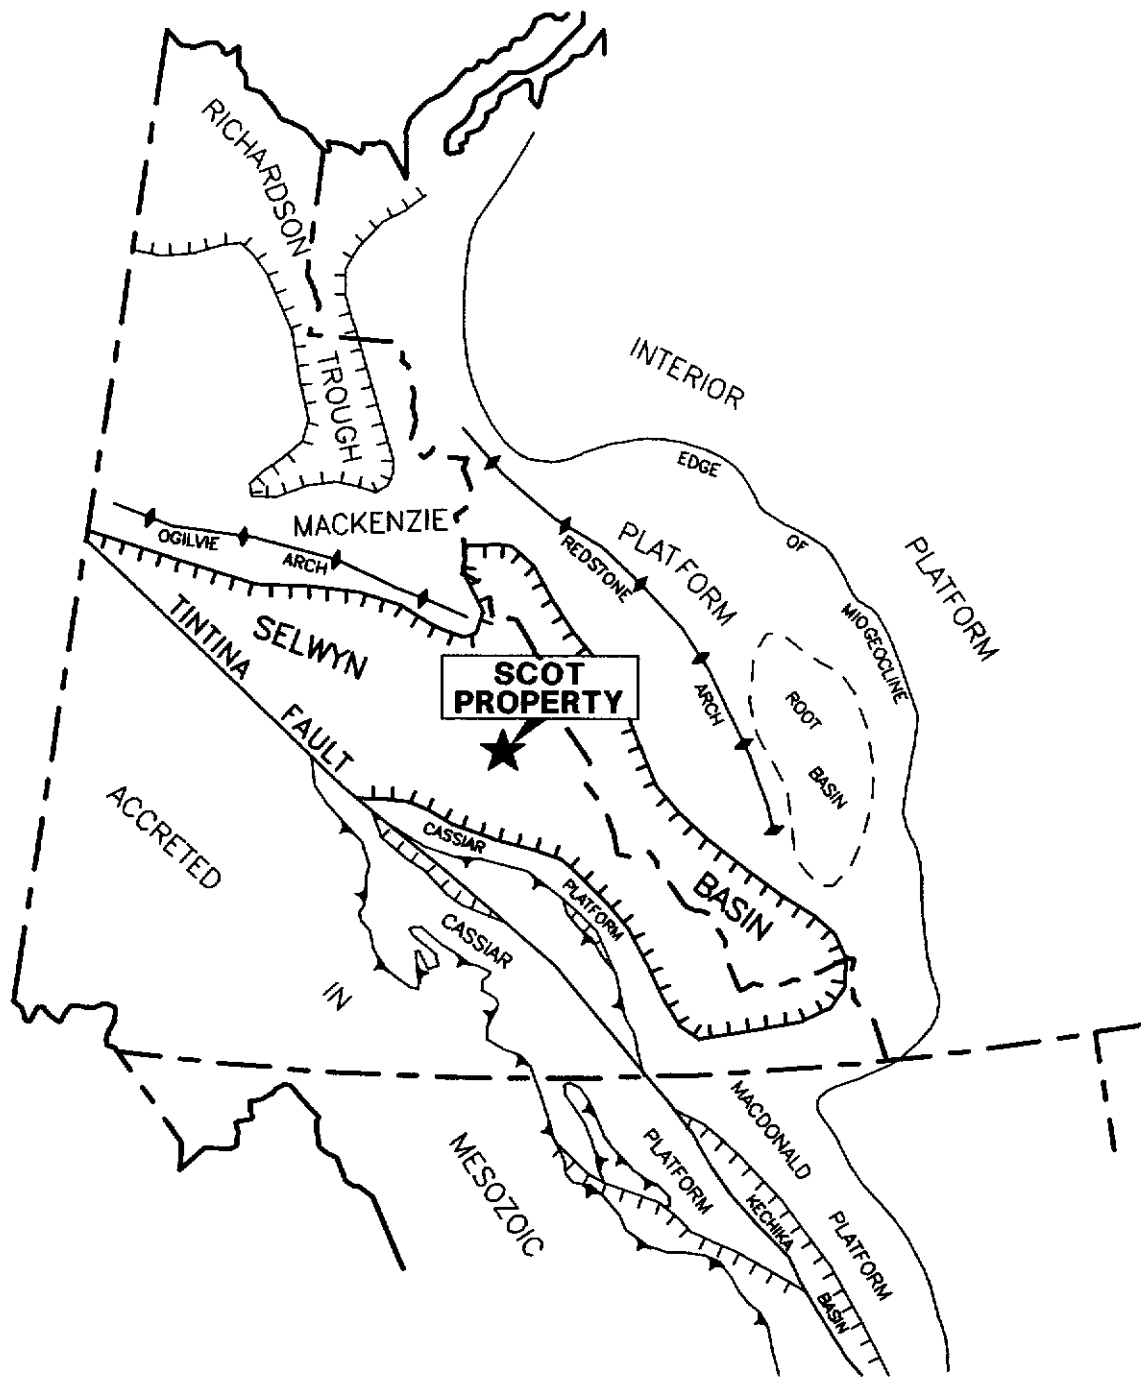 RICHARDSON
TROUGH
INTERIOR
PLATFORM
EDGE
OF
MIOGEOCLINE
MACKENZIE
PLATFORM
OGILVIE
ARCH
REDSTONE
ARCH
ROOT
BASIN
SELWYN
BASIN
TINTINA
FAULT
SCOT
PROPERTY
ACCRETED
IN
MESOZOIC
CASSIAR
PLATFORM
CASSIAR
PLATFORM
MACDONALD
PLATFORM
KECHIKA
BASIN